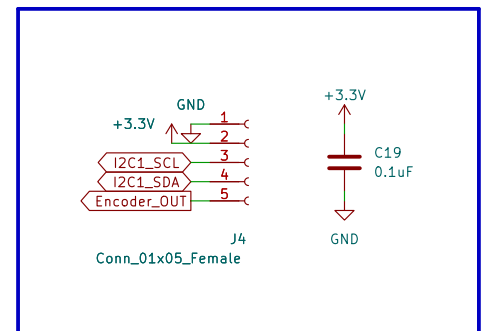 GND
+3.3V
1
2
I2C1_SCL
3
I2C1_SDA
4
Encoder_OUT
5
J4
Conn_01x05_Female
+3.3V
C19
0.1uF
GND